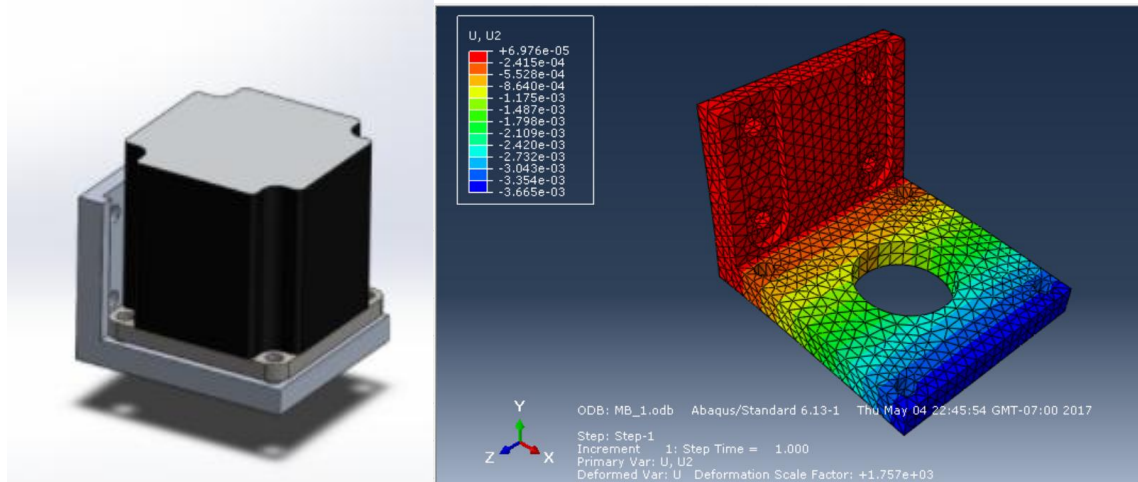 U, U2
+6.976e-05
-2.415e-04
-5.528e-04
-8.640e-04
-1.175e-03
-1.487e-03
-1.798e-03
-2.109e-03
-2.420e-03
-2.732e-03
-3.043e-03
-3.354e-03
-3.665e-03
Y
Z
X
ODB: MB_1.odb Abaqus/Standard 6.13-1 Thu May 04 22:45:54 GMT-07:00 2017
Step: Step-1
Increment 1: Step Time = 1.000
Primary Var: U, U2
Deformed Var: U Deformation Scale Factor: +1.757e+03